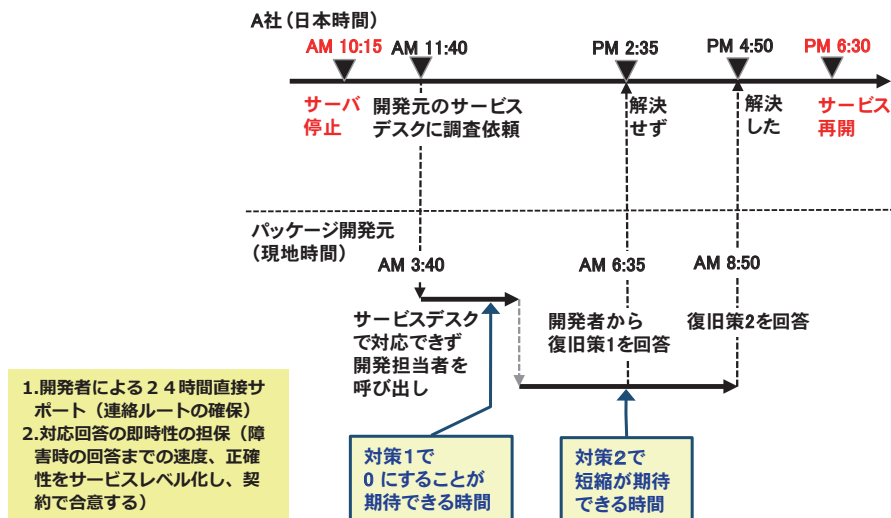 A社(日本時間)
AM 10:15
AM 11:40
PM 2:35
PM 4:50
PM 6:30
サーバ
停止
開発元のサービス
デスクに調査依頼
解決
せず
解決
した
サービス
再開
パッケージ開発元
(現地時間)
AM 3:40
AM 6:35
AM 8:50
サービスデスク
で対応できず
開発担当者を
呼び出し
開発者から
復旧策1を回答
復旧策2を回答
1.開発者による24時間直接サ
ポート(連絡ルートの確保)
2.対応回答の即時性の担保(障
害時の回答までの速度、正確
性をサービスレベル化し、契
約で合意する)
対策1で
0にすることが
期待できる時間
対策2で
短縮が期待
できる時間